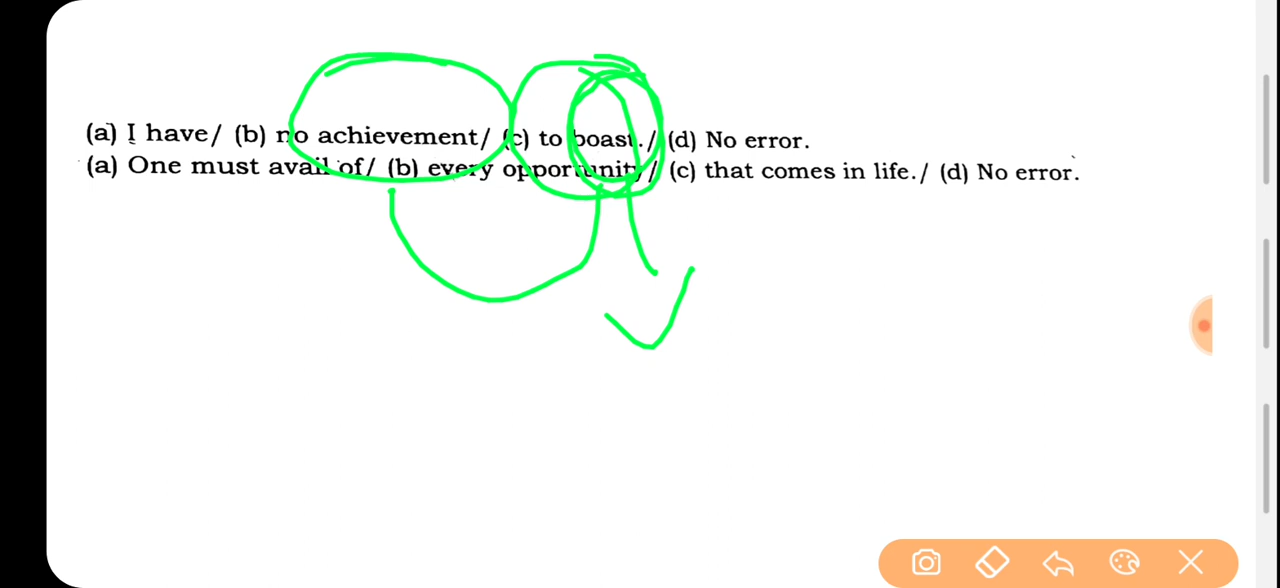 (a) I have/ (b) no achievement/ (c) to boast./ (d) No error.
(a) One must avail of/ (b) every opportunity/ (c) that comes in life./ (d) No error.